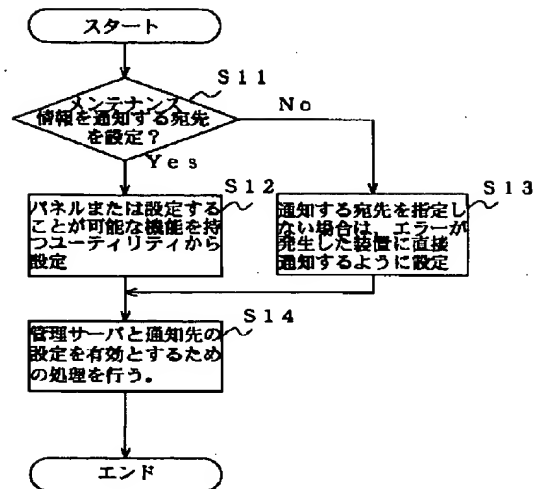 スタート
S11
メンテナンス
情報を通知する宛先
を設定？
No
Yes
S12
パネルまたは設定する
ことが可能な機能を持
つユーティリティから
設定
S13
通知する宛先を指定し
ない場合は、エラーが
発生した装置に直接
通知するように設定
S14
管理サーバと通知先の
設定を有効とするため
の処理を行う。
エンド